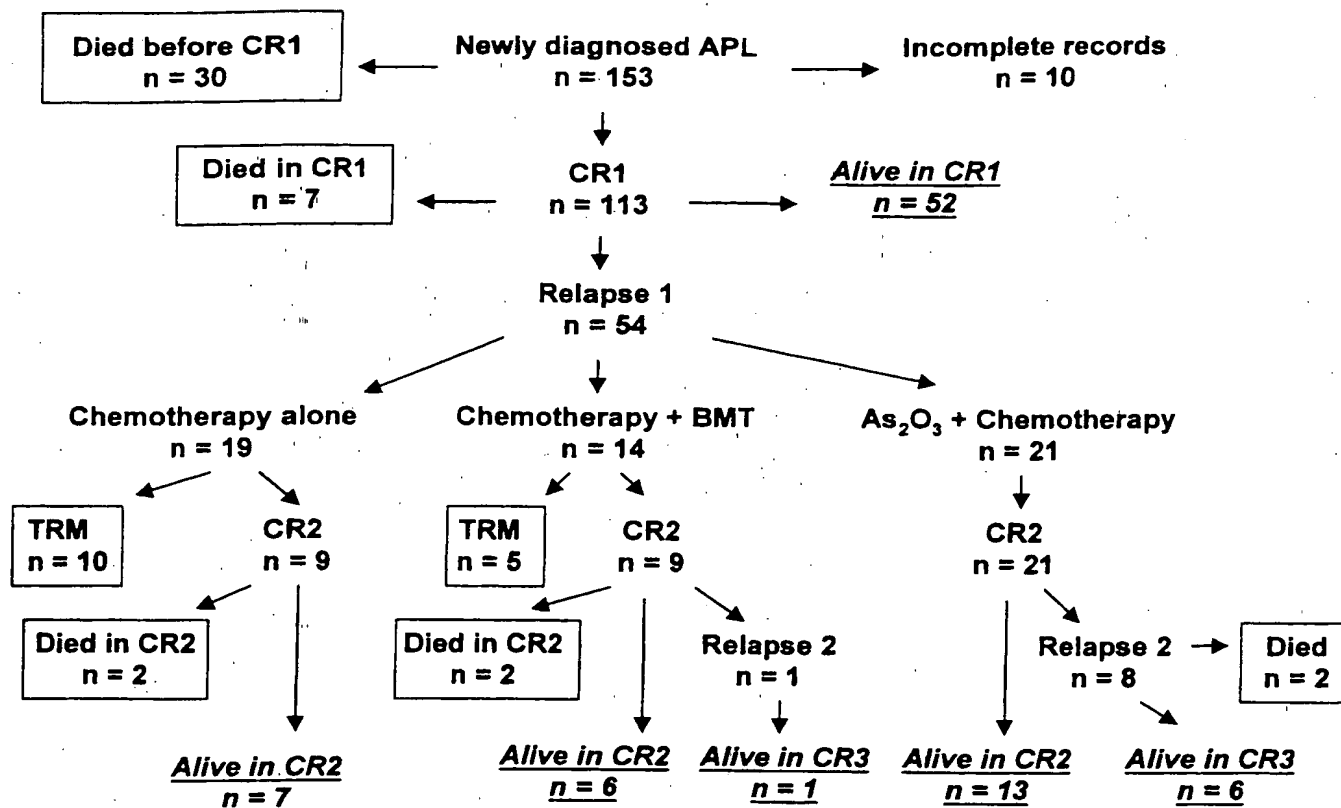 Died before CR1
n = 30
Newly diagnosed APL
n = 153
Incomplete records
n = 10
Died in CR1
n = 7
CR1
n = 113
Alive in CR1
n = 52
Relapse 1
n = 54
Chemotherapy alone
n = 19
Chemotherapy + BMT
n = 14
As₂O₃ + Chemotherapy
n = 21
TRM
n = 10
CR2
n = 9
TRM
n = 5
CR2
n = 9
CR2
n = 21
Died in CR2
n = 2
Died in CR2
n = 2
Relapse 2
n = 1
Relapse 2
n = 8
Died
n = 2
Alive in CR2
n = 7
Alive in CR2
n = 6
Alive in CR3
n = 1
Alive in CR2
n = 13
Alive in CR3
n = 6